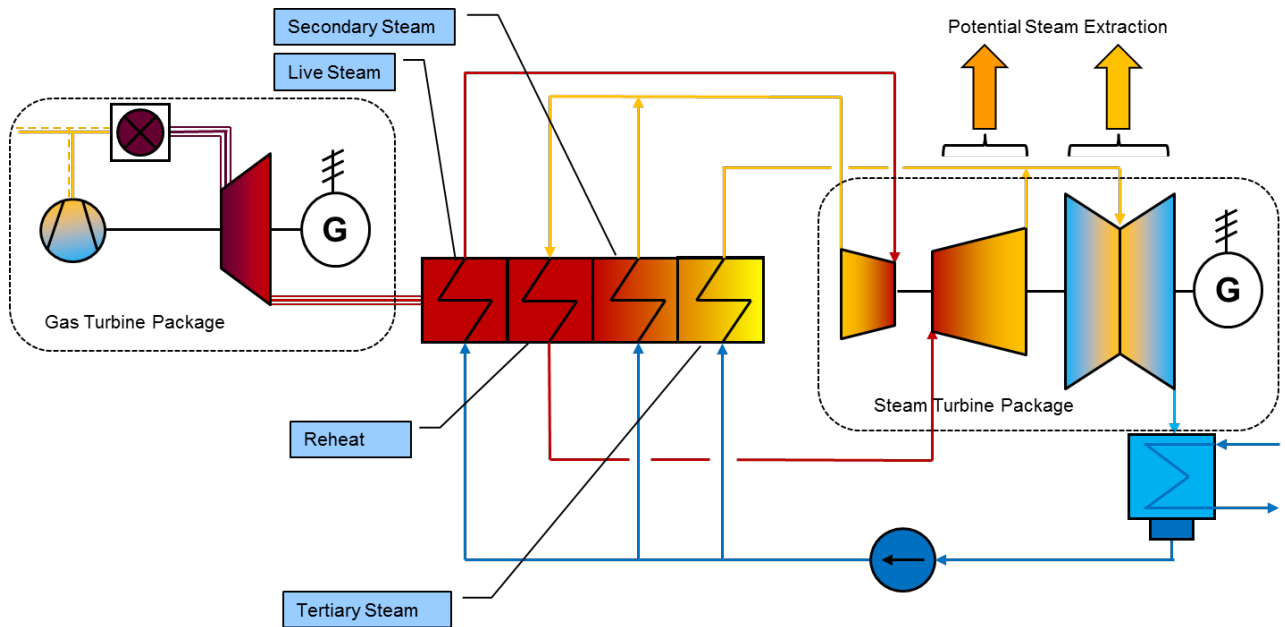 Secondary Steam
Potential Steam Extraction
Live Steam
G
Gas Turbine Package
G
Steam Turbine Package
Reheat
Tertiary Steam